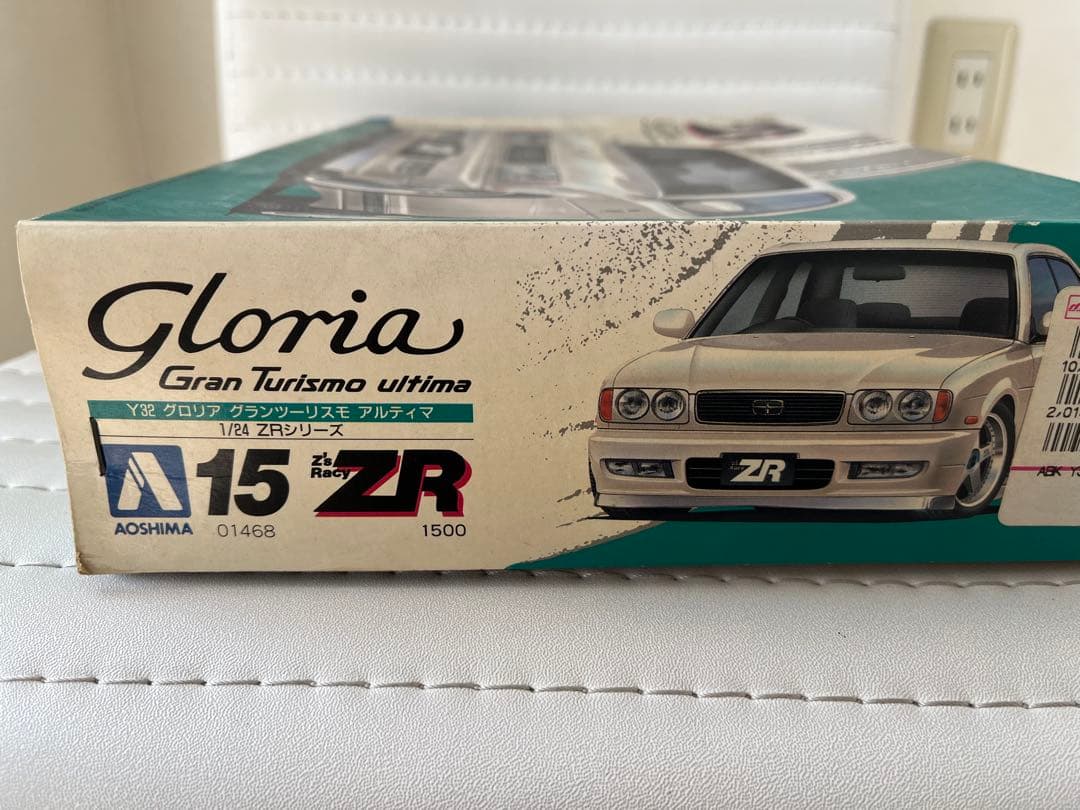 Gloria
Gran Turismo ultima
Y32 グロリア グランツーリスモ アルティマ
1/24 ZRシリーズ
15
Z's Racy ZR
AOSHIMA
01468
1500
ZR